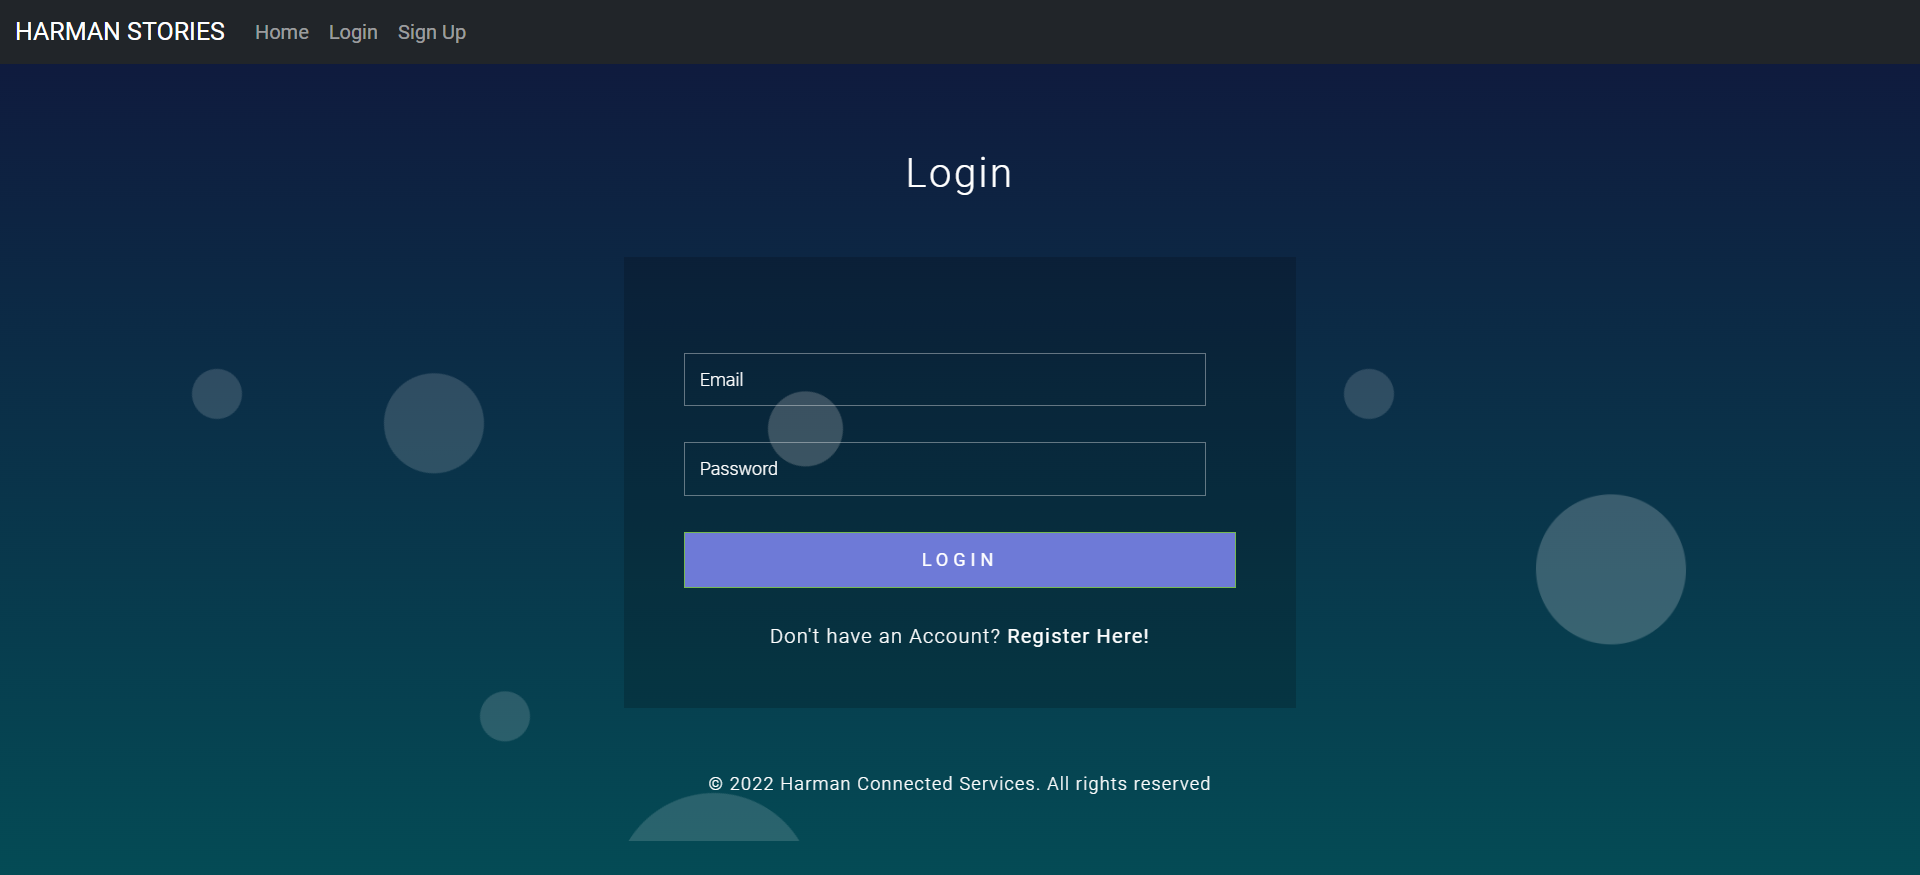 HARMAN STORIES Home Login Sign Up
Login
Email
Password
LOGIN
Don't have an Account? Register Here!
© 2022 Harman Connected Services. All rights reserved